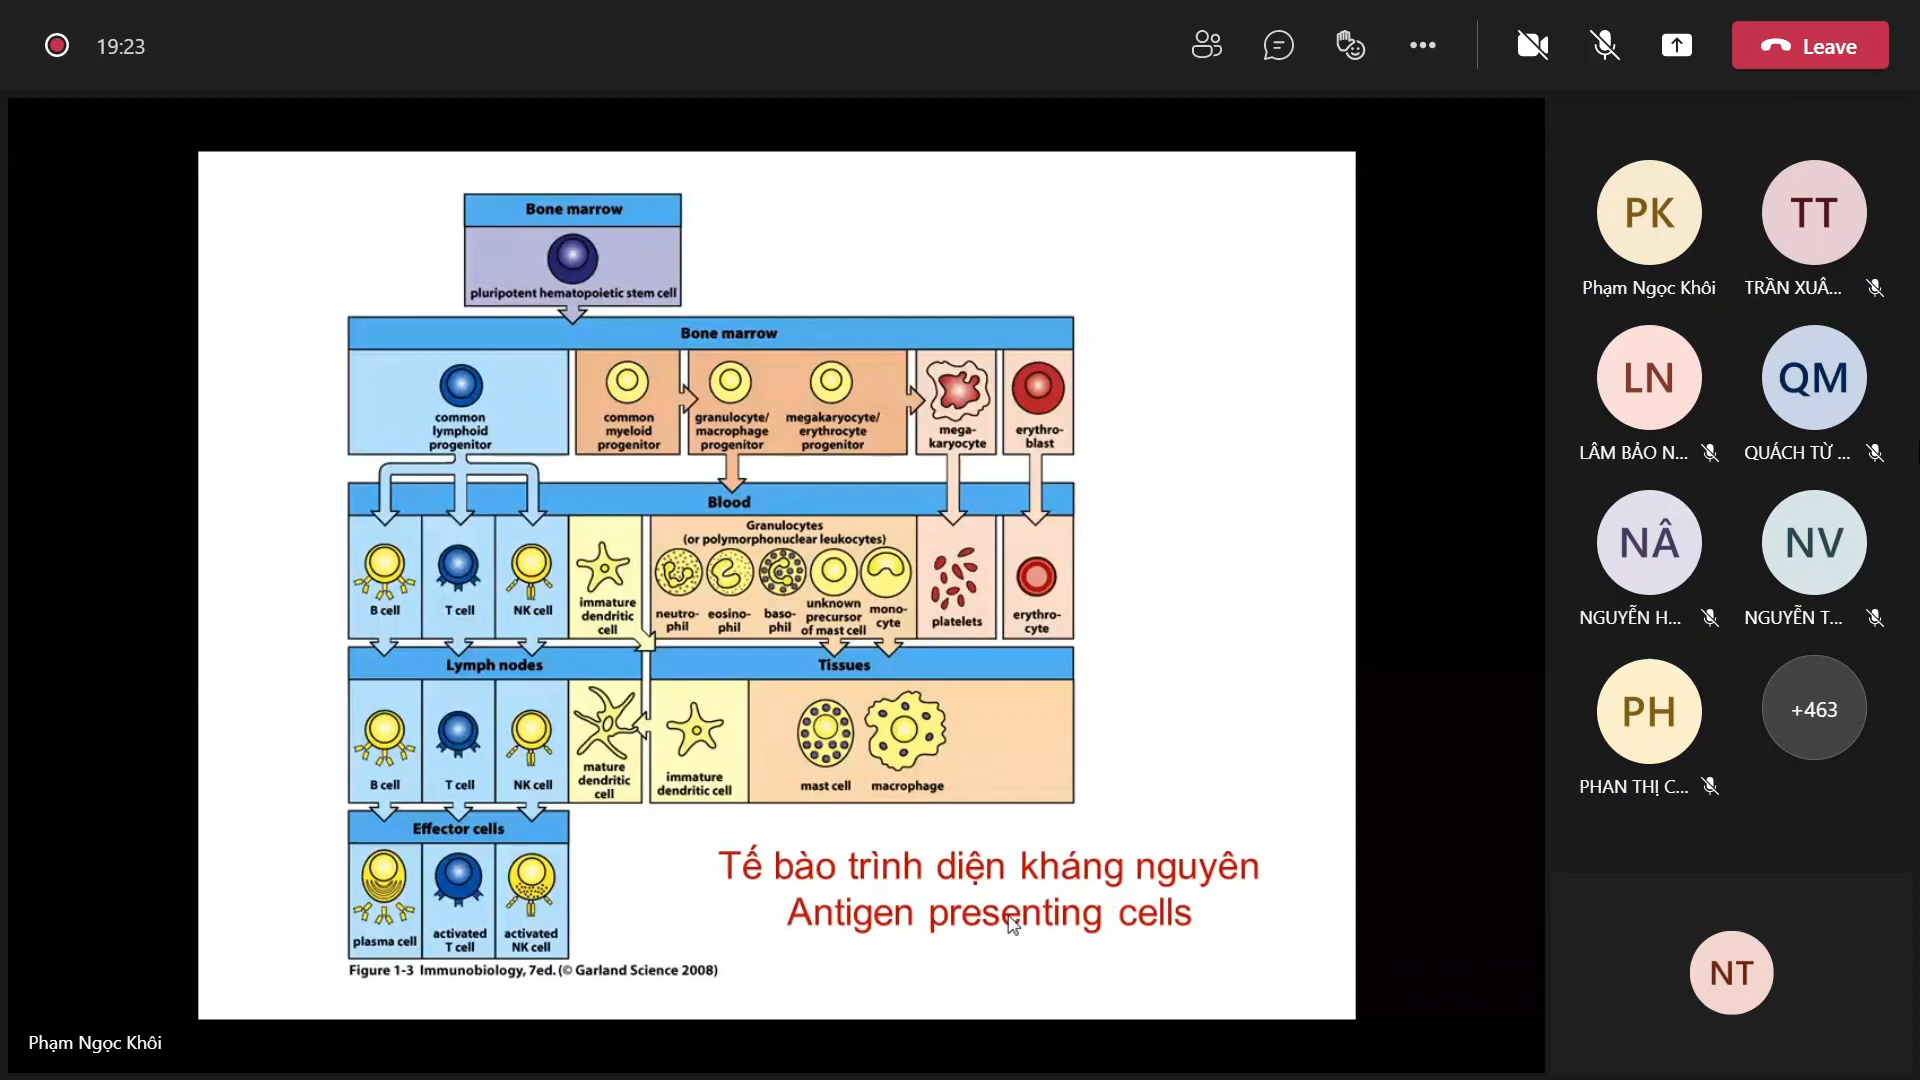 19:23
Leave
Bone marrow
pluripotent hematopoietic stem cell
Bone marrow
common
lymphoid
progenitor
common
myeloid
progenitor
granulocyte/
macrophage
progenitor
megakaryocyte/
erythrocyte
progenitor
mega-
karyocyte
erythro-
blast
Blood
B cell
T cell
NK cell
immature
dendritic
cell
Granulocytes
(or polymorphonuclear leukocytes)
neutro-
phil
eosino-
phil
baso-
phil
unknown
precursor
of mast cell
mono-
cyte
platelets
erythro-
cyte
Lymph nodes
Tissues
B cell
T cell
NK cell
mature
dendritic
cell
immature
dendritic cell
mast cell
macrophage
Effector cells
plasma cell
activated
T cell
activated
NK cell
Tế bào trình diện kháng nguyên
Antigen presenting cells
Figure 1-3 Immunobiology, 7ed. (© Garland Science 2008)
Phạm Ngọc Khôi
PK
Phạm Ngọc Khôi
TT
TRẦN XUÂ...
LN
LÂM BẢO N...
QM
QUÁCH TỪ ...
NÂ
NGUYỄN H...
NV
NGUYỄN T...
PH
PHAN THỊ C...
+463
NT